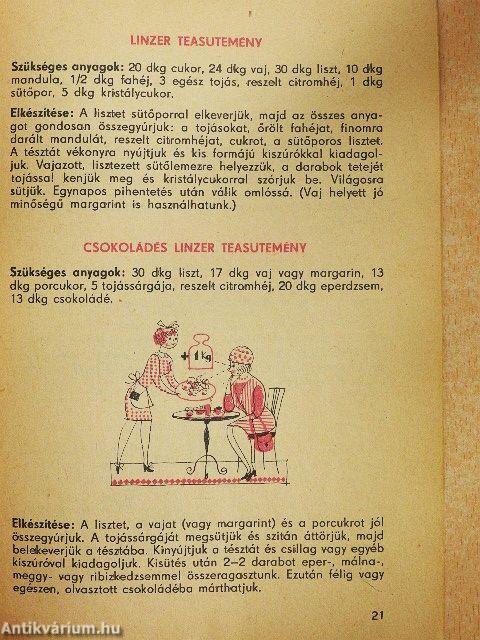 LINZER TEASUTEMÉNY
Szükséges anyagok: 20 dkg cukor, 24 dkg vaj, 30 dkg liszt, 10 dkg
mandula, 1/2 dkg fahéj, 3 egész tojás, reszelt citromhéj, 1 dkg
sütőpor, 5 dkg kristálycukor.
Elkészítése: A lisztet sütőporral elkeverjük, majd az összes anya-
got gondosan összegyúrjuk: a tojásokat, őrölt fahéjat, finomra
darált mandulát, reszelt citromhéjat, cukrot, a sütőporos lisztet.
A tésztát vékonyra nyújtjuk és kis formájú kiszúrókkal kiadagol-
juk. Vajazott, lisztezett sütőlemezre helyezzük, a darabok tetejét
tojással kenjük meg és kristálycukorral szórjuk be. Világosra
sütjük. Egynapos pihentetés után válik omlóssá. (Vaj helyett jó
minőségű margarint is használhatunk.)
CSOKOLÁDÉS LINZER TEASUTEMÉNY
Szükséges anyagok: 30 dkg liszt, 17 dkg vaj vagy margarin, 13
dkg porcukor, 5 tojássárgája, reszelt citromhéj, 20 dkg eperdzsem,
13 dkg csokoládé.
+ 1 kg
Elkészítése: A lisztet, a vajat (vagy margarint) és a porcukrot jól
összegyúrjuk. A tojássárgáját megsütjük és szitán áttörjük, majd
belekeverjük a tésztába. Kinyújtjuk a tésztát és csillag vagy egyéb
kiszúróval kiadagoljuk. Kisütés után 2—2 darabot eper-, málna-,
meggy- vagy ribizkedzsemmel összeragasztunk. Ezután félig vagy
egészen, olvasztott csokoládéba márthatjuk.
21
Antikvárium.hu